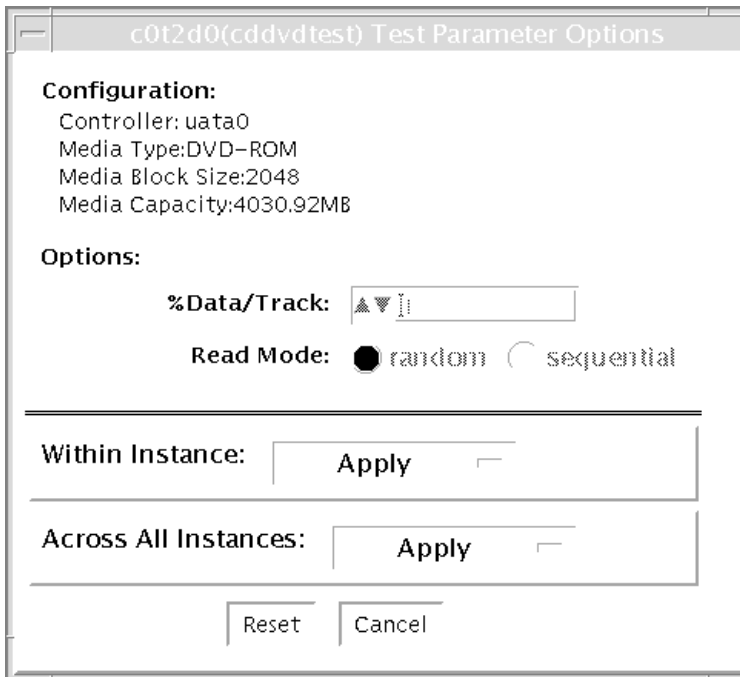 c0t2d0(cddvdtest) Test Parameter Options
Configuration:
Controller: uata0
Media Type:DVD-ROM
Media Block Size:2048
Media Capacity:4030.92MB
Options:
%Data/Track:
Read Mode: random sequential
Within Instance: Apply
Across All Instances: Apply
Reset Cancel